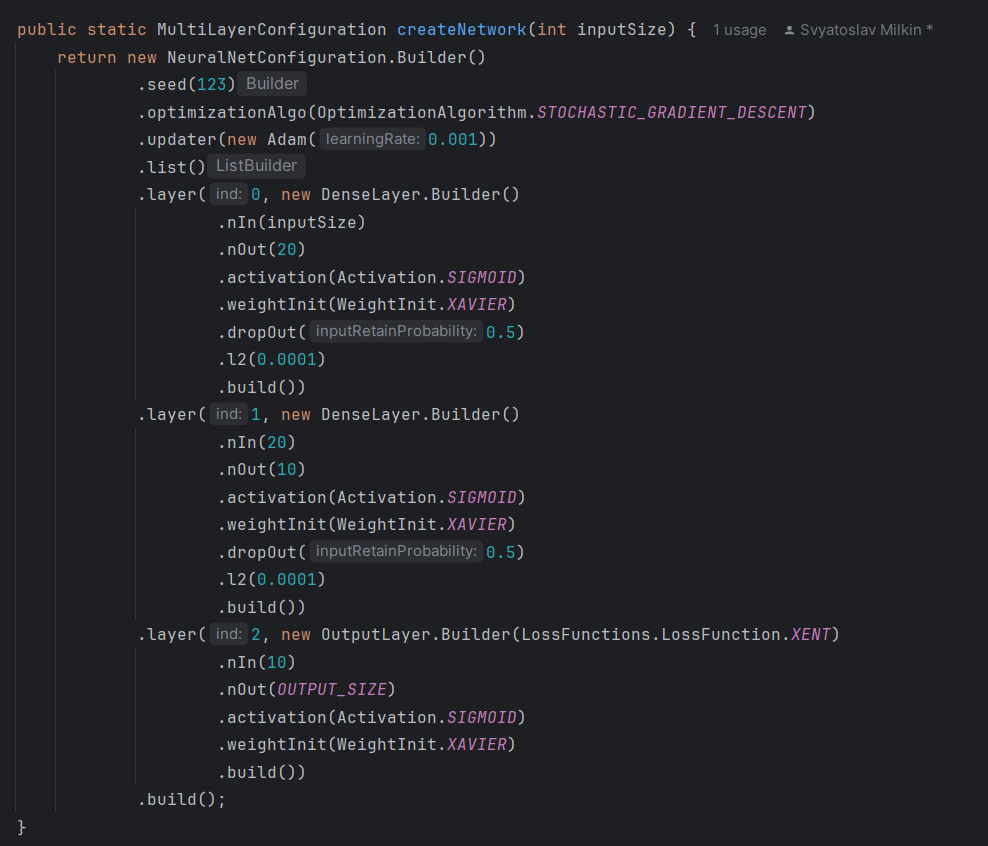 public static MultiLayerConfiguration createNetwork(int inputSize) { 1 usage Svyatoslav Milkin *
return new NeuralNetConfiguration.Builder()
.seed(123) Builder
.optimizationAlgo(OptimizationAlgorithm.STOCHASTIC_GRADIENT_DESCENT)
.updater(new Adam( learningRate: 0.001))
.list() ListBuilder
.layer( ind: 0, new DenseLayer.Builder()
.nIn(inputSize)
.nOut(20)
.activation(Activation.SIGMOID)
.weightInit(WeightInit.XAVIER)
.dropOut( inputRetainProbability: 0.5)
.l2(0.0001)
.build())
.layer( ind: 1, new DenseLayer.Builder()
.nIn(20)
.nOut(10)
.activation(Activation.SIGMOID)
.weightInit(WeightInit.XAVIER)
.dropOut( inputRetainProbability: 0.5)
.l2(0.0001)
.build())
.layer( ind: 2, new OutputLayer.Builder(LossFunctions.LossFunction.XENT)
.nIn(10)
.nOut(OUTPUT_SIZE)
.activation(Activation.SIGMOID)
.weightInit(WeightInit.XAVIER)
.build())
.build();
}